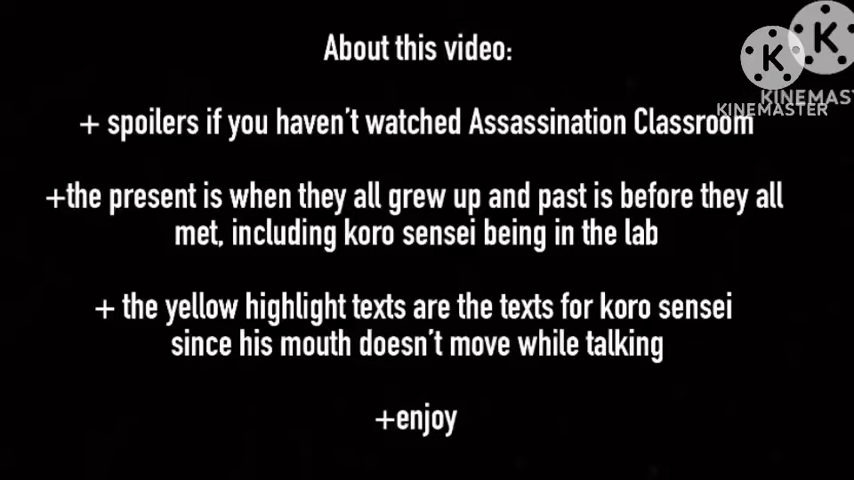 About this video:
+ spoilers if you haven't watched Assassination Classroom
+the present is when they all grew up and past is before they all
met, including koro sensei being in the lab
+ the yellow highlight texts are the texts for koro sensei
since his mouth doesn't move while talking
+enjoy
K
KINEMASTER
K
KINEMAST